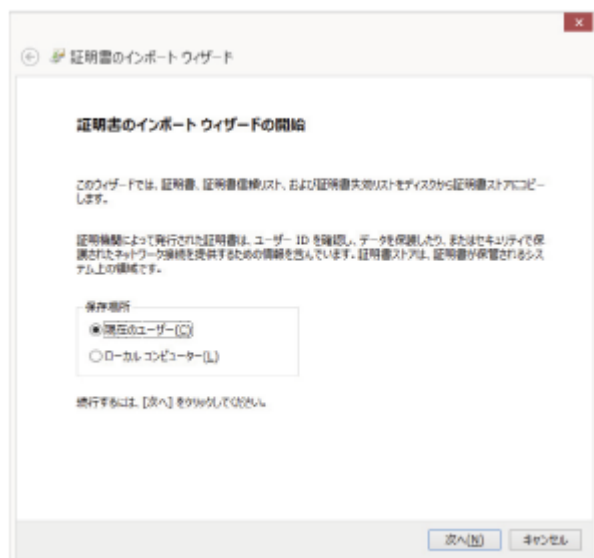 証明書のインポート ウィザード
証明書のインポート ウィザードの開始
このウィザードでは、証明書、証明書信頼リスト、および証明書失効リストをディスクから証明書ストアにコピー
します。
証明機関によって発行された証明書は、ユーザー ID を確認し、データを保護したり、またはセキュリティで保
護されたネットワーク接続を提供するための情報を含んでいます。証明書ストアは、証明書が保管されるシス
テム上の領域です。
保存場所
現在のユーザー(C)
ローカル コンピューター(L)
続行するには、[次へ] をクリックしてください。
次へ(N)
キャンセル